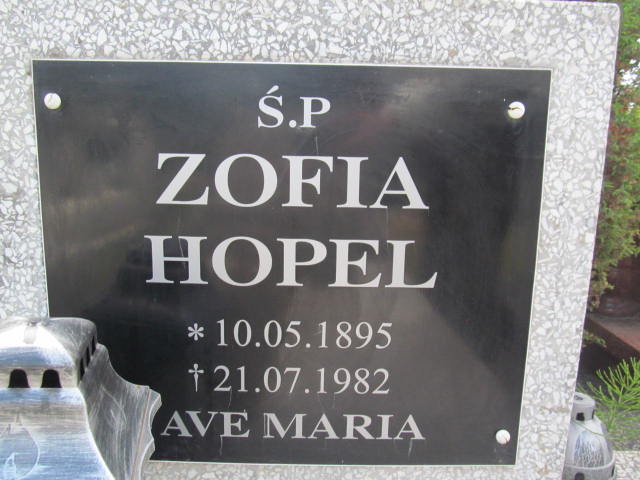 Ś.P
ZOFIA
HOPEL
* 10.05.1895
† 21.07.1982
AVE MARIA